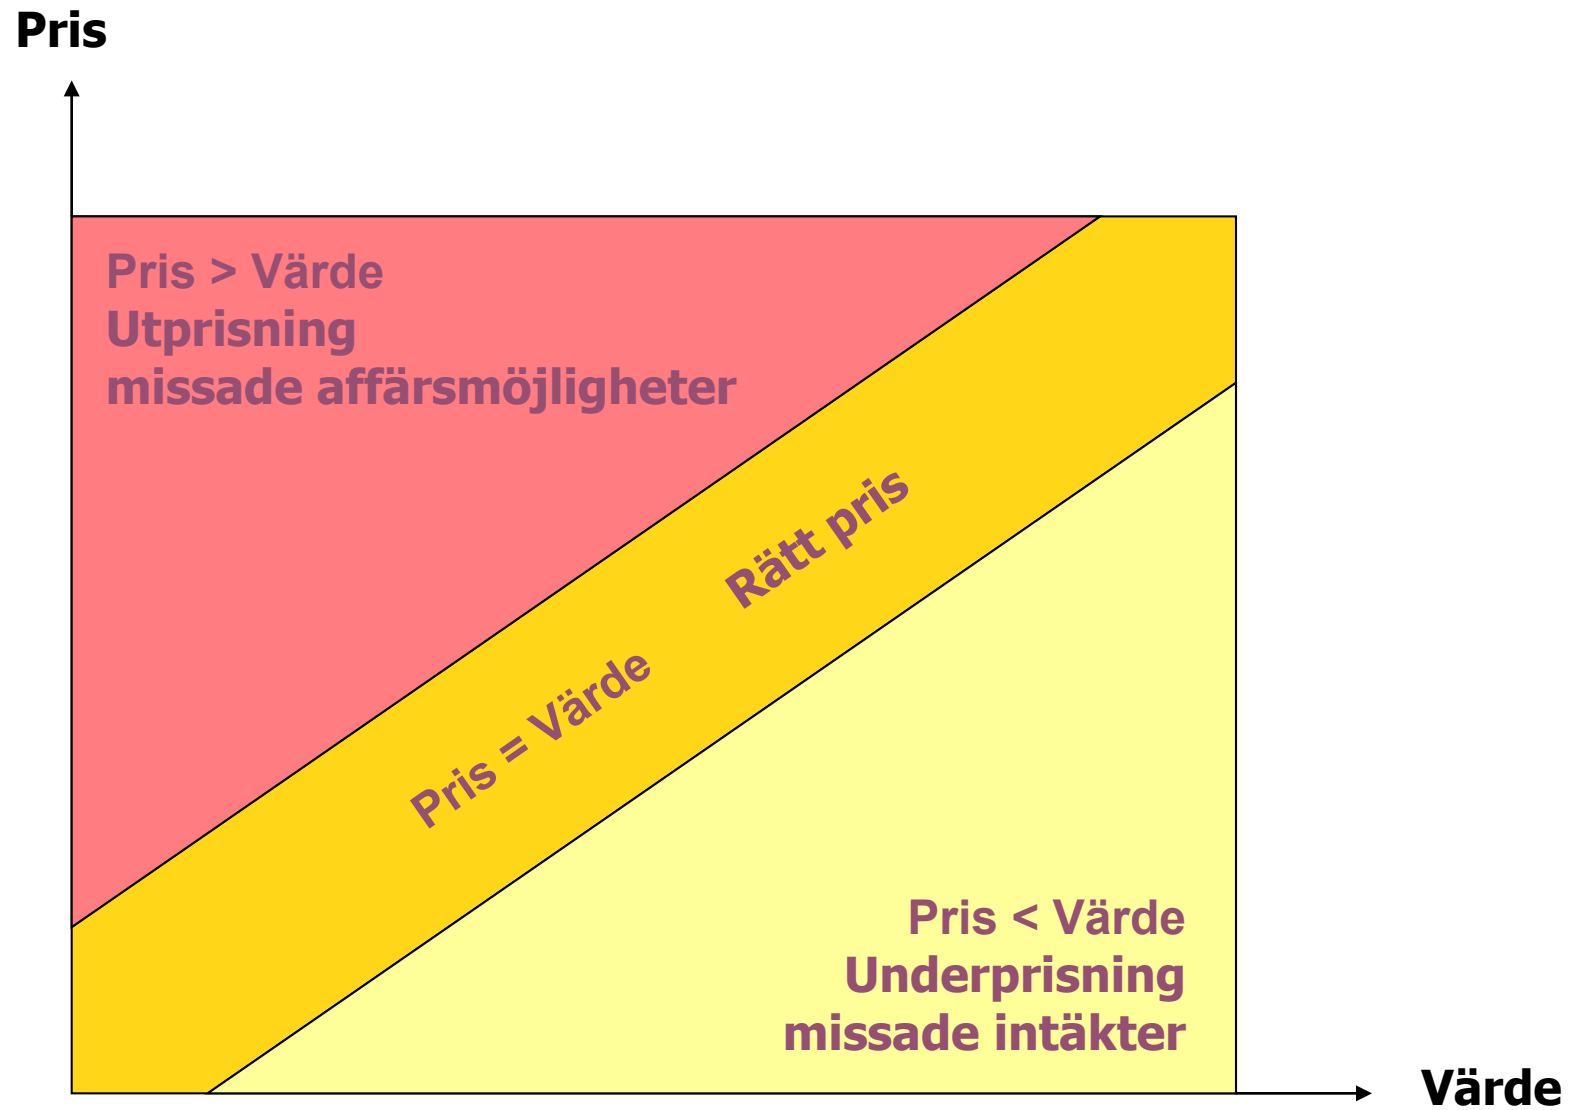 Pris
Pris > Värde
Utprisning
missade affärsmöjligheter
Rätt pris
Pris = Värde
Pris < Värde
Underprisning
missade intäkter
Värde